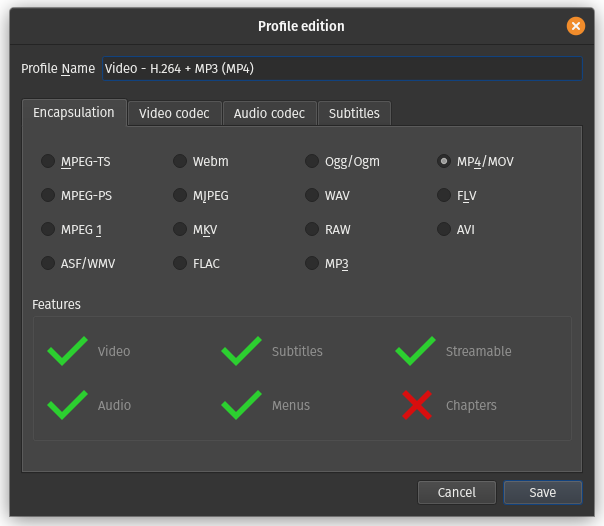 Profile edition
Profile Name Video - H.264 + MP3 (MP4)
Encapsulation Video codec Audio codec Subtitles
MPEG-TS Webm Ogg/Ogm MP4/MOV
MPEG-PS MJPEG WAV FLV
MPEG 1 MKV RAW AVI
ASF/WMV FLAC MP3
Features
Video Subtitles Streamable
Audio Menus Chapters
Cancel Save